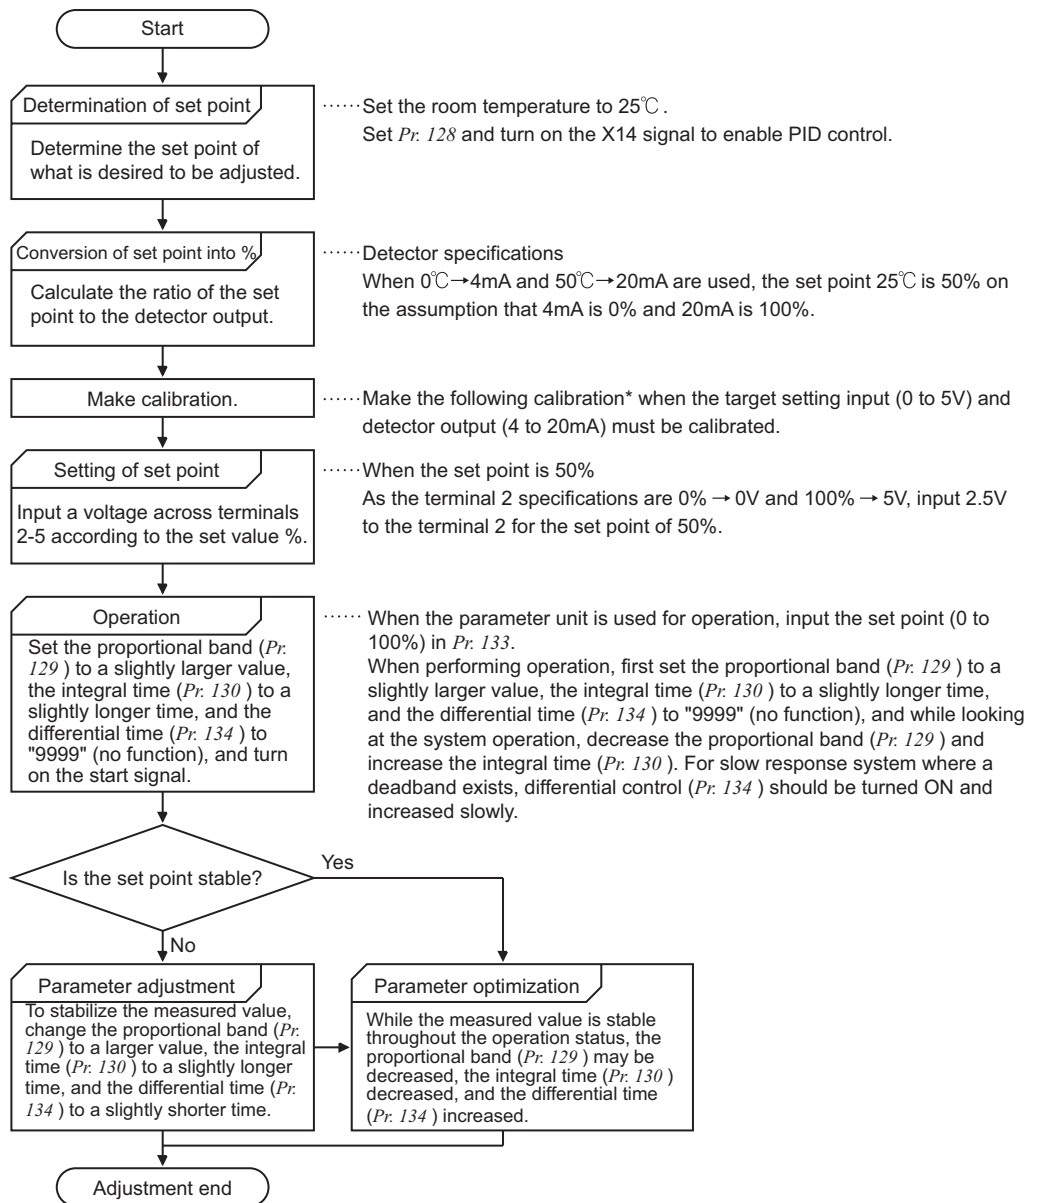 Start
Determination of set point
Determine the set point of
what is desired to be adjusted.
······Set the room temperature to 25℃ .
Set Pr. 128 and turn on the X14 signal to enable PID control.
Conversion of set point into %
Calculate the ratio of the set
point to the detector output.
······Detector specifications
When 0℃→4mA and 50℃→20mA are used, the set point 25℃ is 50% on
the assumption that 4mA is 0% and 20mA is 100%.
Make calibration.
······Make the following calibration* when the target setting input (0 to 5V) and
detector output (4 to 20mA) must be calibrated.
Setting of set point
Input a voltage across terminals
2-5 according to the set value %.
······When the set point is 50%
As the terminal 2 specifications are 0% → 0V and 100% → 5V, input 2.5V
to the terminal 2 for the set point of 50%.
Operation
Set the proportional band (Pr.
129 ) to a slightly larger value,
the integral time (Pr. 130 ) to a
slightly longer time, and the
differential time (Pr. 134 ) to
"9999" (no function), and turn
on the start signal.
······ When the parameter unit is used for operation, input the set point (0 to
100%) in Pr. 133.
When performing operation, first set the proportional band (Pr. 129 ) to a
slightly larger value, the integral time (Pr. 130 ) to a slightly longer time,
and the differential time (Pr. 134 ) to "9999" (no function), and while looking
at the system operation, decrease the proportional band (Pr. 129 ) and
increase the integral time (Pr. 130 ). For slow response system where a
deadband exists, differential control (Pr. 134 ) should be turned ON and
increased slowly.
Is the set point stable?
Yes
No
Parameter adjustment
To stabilize the measured value,
change the proportional band (Pr.
129 ) to a larger value, the integral
time (Pr. 130 ) to a slightly longer
time, and the differential time (Pr.
134 ) to a slightly shorter time.
Parameter optimization
While the measured value is stable
throughout the operation status, the
proportional band (Pr. 129 ) may be
decreased, the integral time (Pr. 130 )
decreased, and the differential time
(Pr. 134 ) increased.
Adjustment end